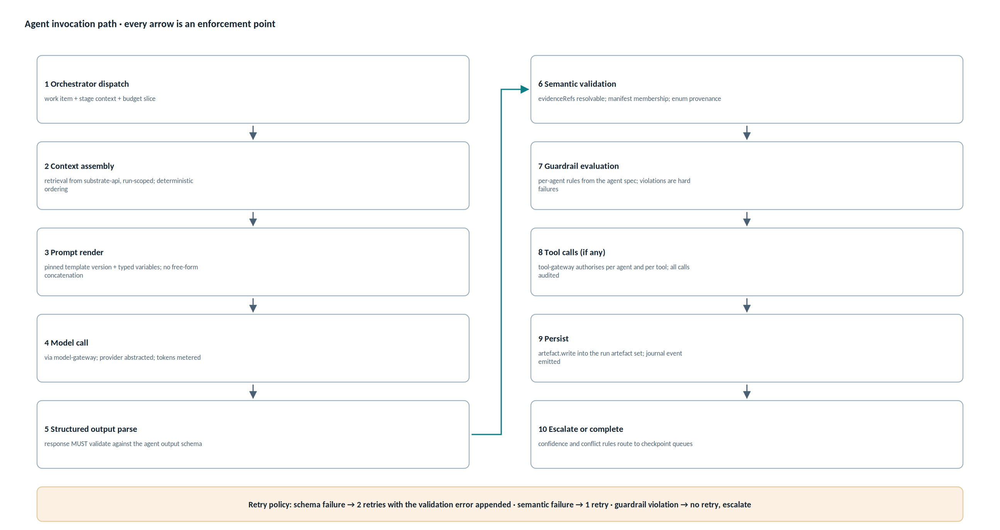 Agent invocation path · every arrow is an enforcement point
1 Orchestrator dispatch
work item + stage context + budget slice
2 Context assembly
retrieval from substrate-api, run-scoped; deterministic
ordering
3 Prompt render
pinned template version + typed variables; no free-form
concatenation
4 Model call
via model-gateway; provider abstracted; tokens metered
5 Structured output parse
response MUST validate against the agent output schema
6 Semantic validation
evidenceRefs resolvable; manifest membership; enum provenance
7 Guardrail evaluation
per-agent rules from the agent spec; violations are hard
failures
8 Tool calls (if any)
tool-gateway authorises per agent and per tool; all calls
audited
9 Persist
artefact.write into the run artefact set; journal event
emitted
10 Escalate or complete
confidence and conflict rules route to checkpoint queues
Retry policy: schema failure → 2 retries with the validation error appended · semantic failure → 1 retry · guardrail violation → no retry, escalate